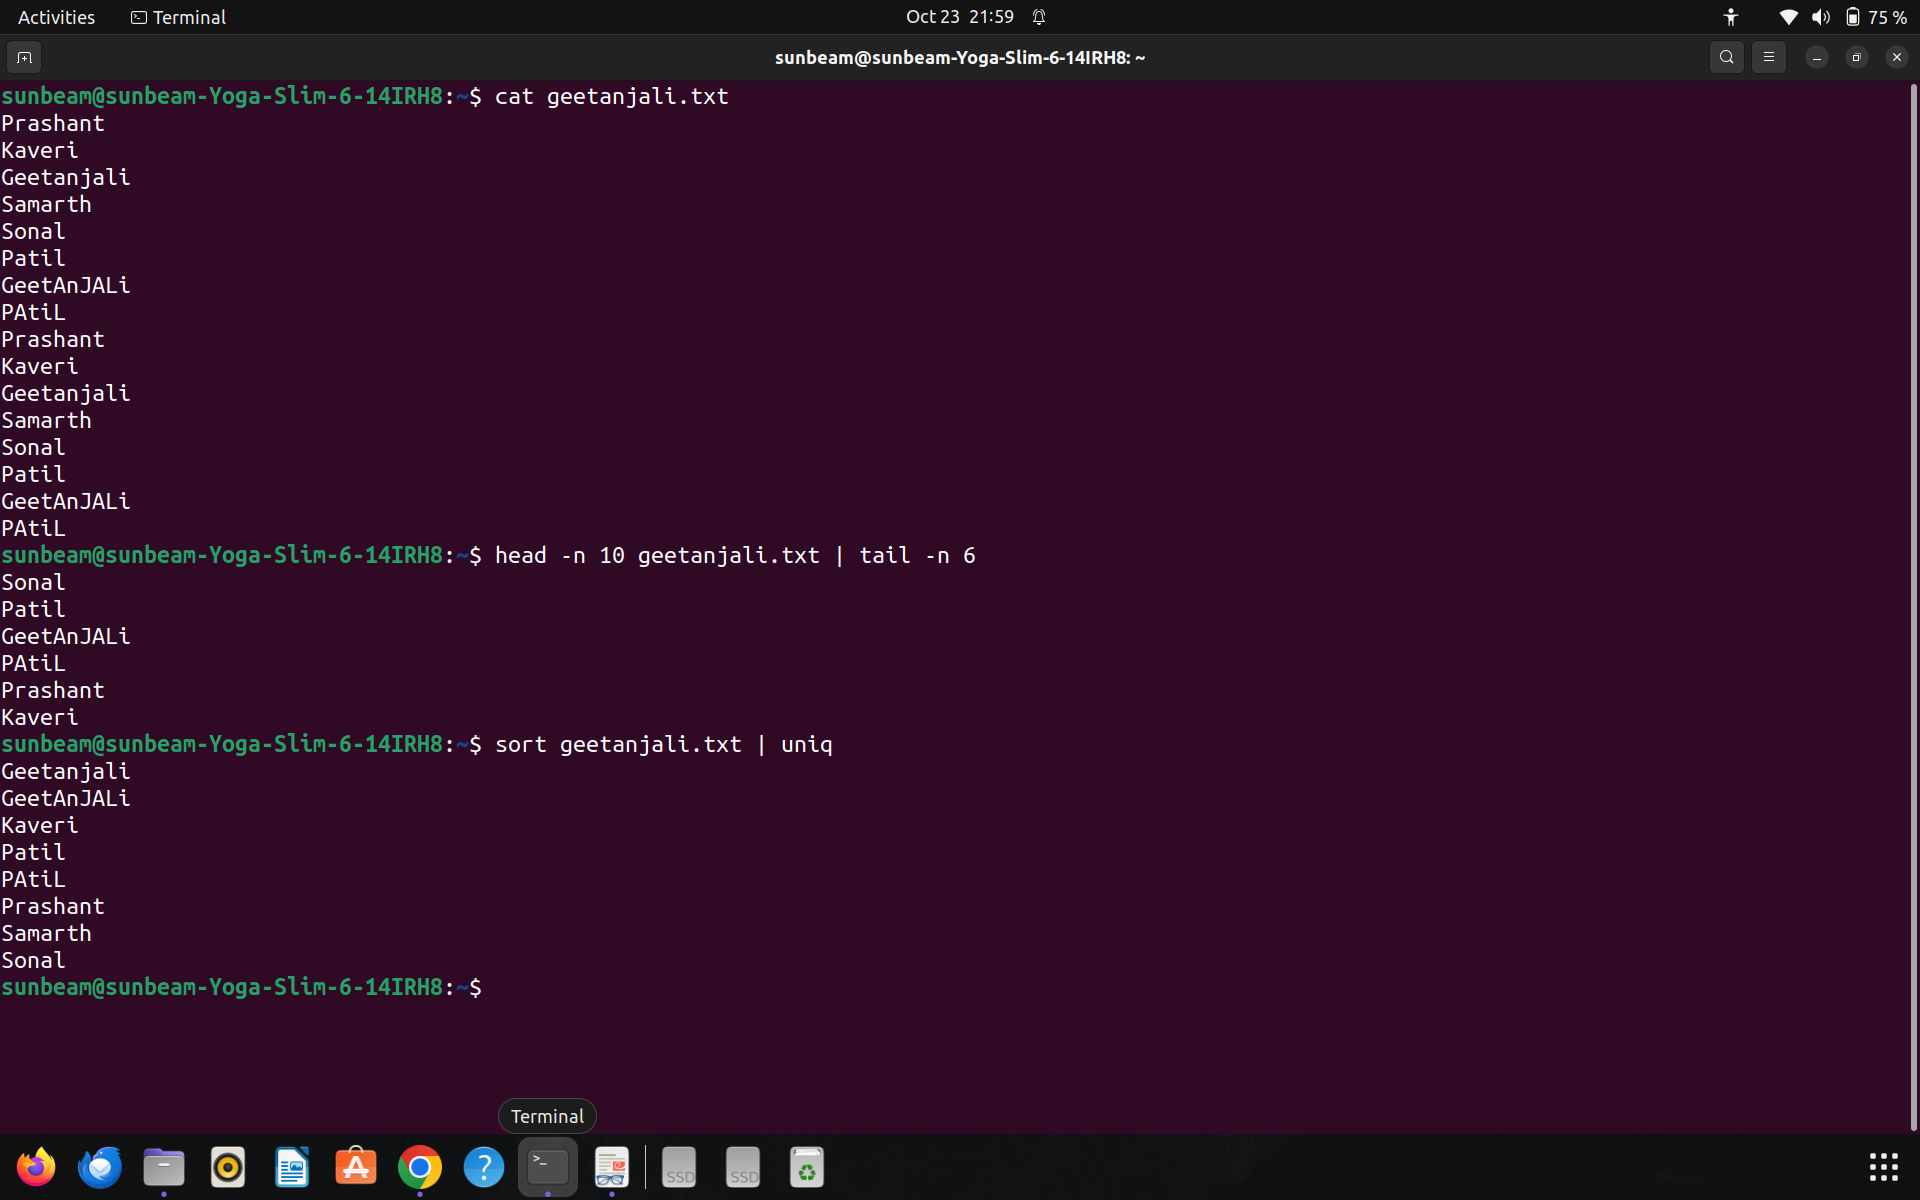 Activities Terminal Oct 23 21:59 75 %
sunbeam@sunbeam-Yoga-Slim-6-14IRH8: ~
sunbeam@sunbeam-Yoga-Slim-6-14IRH8:~$ cat geetanjali.txt
Prashant
Kaveri
Geetanjali
Samarth
Sonal
Patil
GeetAnJALi
PAtiL
Prashant
Kaveri
Geetanjali
Samarth
Sonal
Patil
GeetAnJALi
PAtiL
sunbeam@sunbeam-Yoga-Slim-6-14IRH8:~$ head -n 10 geetanjali.txt | tail -n 6
Sonal
Patil
GeetAnJALi
PAtiL
Prashant
Kaveri
sunbeam@sunbeam-Yoga-Slim-6-14IRH8:~$ sort geetanjali.txt | uniq
Geetanjali
GeetAnJALi
Kaveri
Patil
PAtiL
Prashant
Samarth
Sonal
sunbeam@sunbeam-Yoga-Slim-6-14IRH8:~$
Terminal
SSD SSD